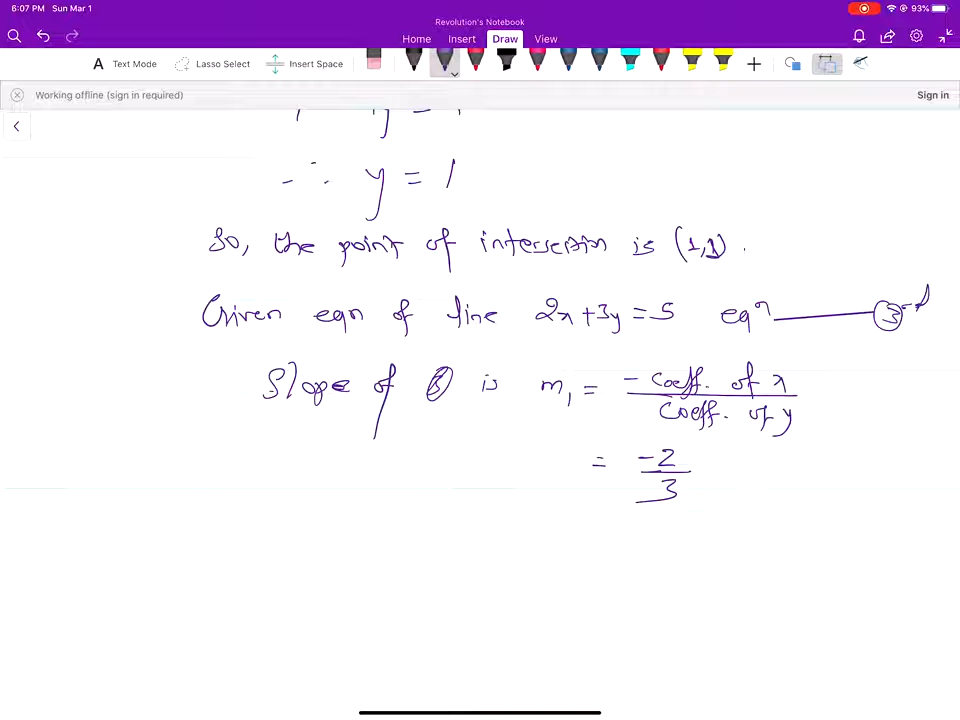 6:07 PM Sun Mar 1
93%
Revolution's Notebook
Home Insert Draw View
A Text Mode Lasso Select Insert Space
Working offline (sign in required) Sign in
∴ y = 1
So, the point of intersection is (1,1).
Given eqn of line 2x+3y=5 eqn 3
Slope of 3 is m₁ = - coeff. of x / coeff. of y
= -2/3